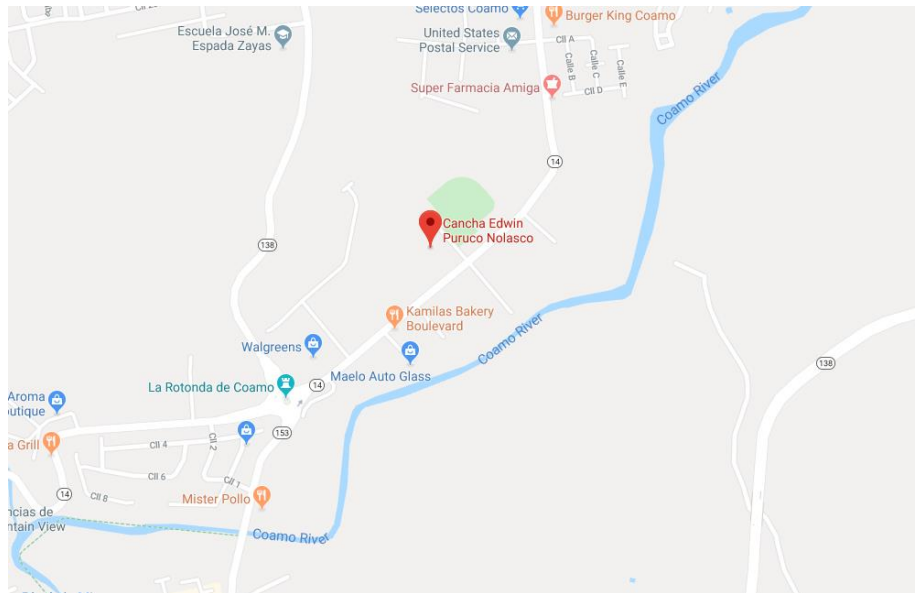 Selectos Coamo
Burger King Coamo
Escuela José M.
Espada Zayas
United States
Postal Service
Cll A
Calle B
Calle C
Calle E
Cll D
Super Farmacia Amiga
Coamo River
14
Cancha Edwin
Puruco Nolasco
138
Kamilas Bakery
Boulevard
Coamo River
Walgreens
Maelo Auto Glass
138
La Rotonda de Coamo
14
Aroma
utique
153
a Grill
Cll 4
Cll 2
Cll 6
Cll 1
Cll 8
14
Mister Pollo
ncias de
ntain View
Coamo River